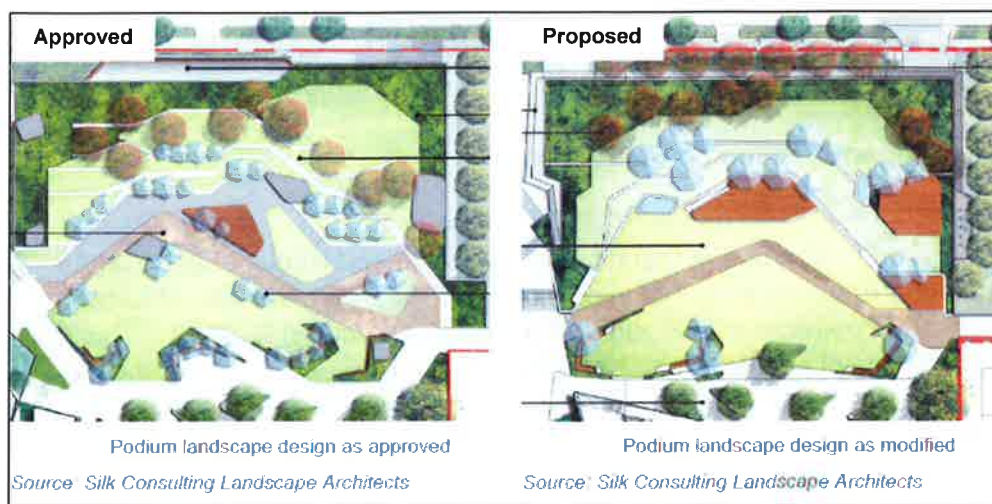 Approved
Proposed
Podium landscape design as approved
Podium landscape design as modified
Source: Silk Consulting Landscape Architects
Source: Silk Consulting Landscape Architects